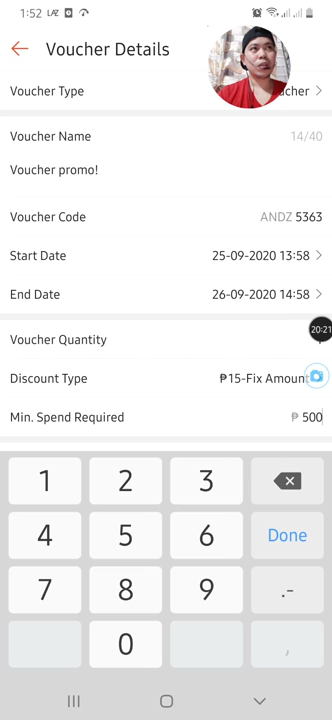 1:52 LAZ
Voucher Details
Voucher Type ucher >
Voucher Name 14/40
Voucher promo!
Voucher Code ANDZ 5363
Start Date 25-09-2020 13:58 >
End Date 26-09-2020 14:58 >
Voucher Quantity
20:21
Discount Type ₱15-Fix Amount
Min. Spend Required ₱ 500
1 2 3
4 5 6 Done
7 8 9 .-
0 ,